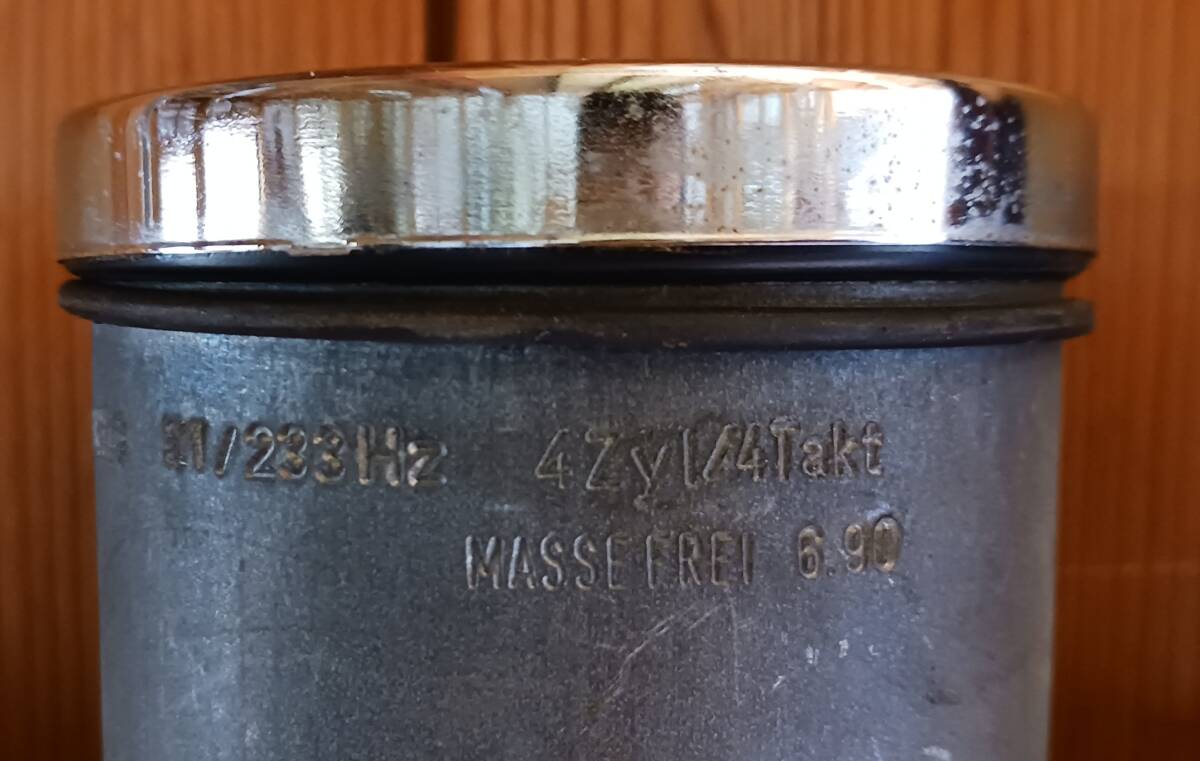 /233Hz 4Zyl/4Takt
MASSEFREI 6.90